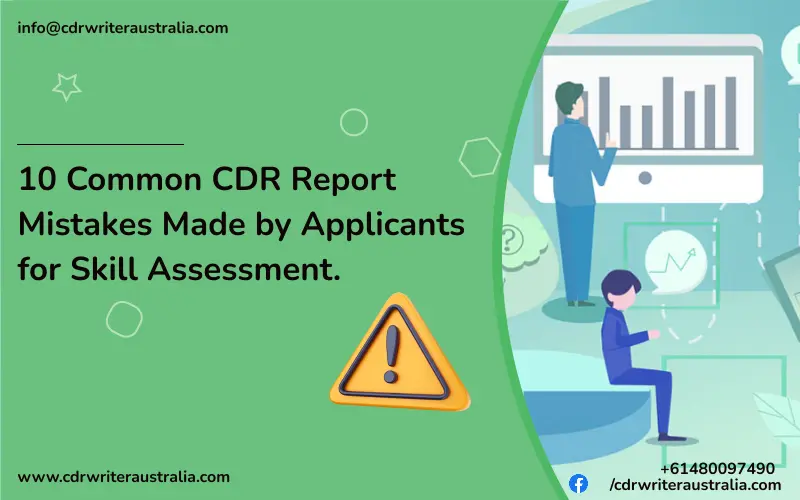 info@cdrwriteraustralia.com
10 Common CDR Report
Mistakes Made by Applicants
for Skill Assessment.
www.cdrwriteraustralia.com
+61480097490
/cdrwriteraustralia.com